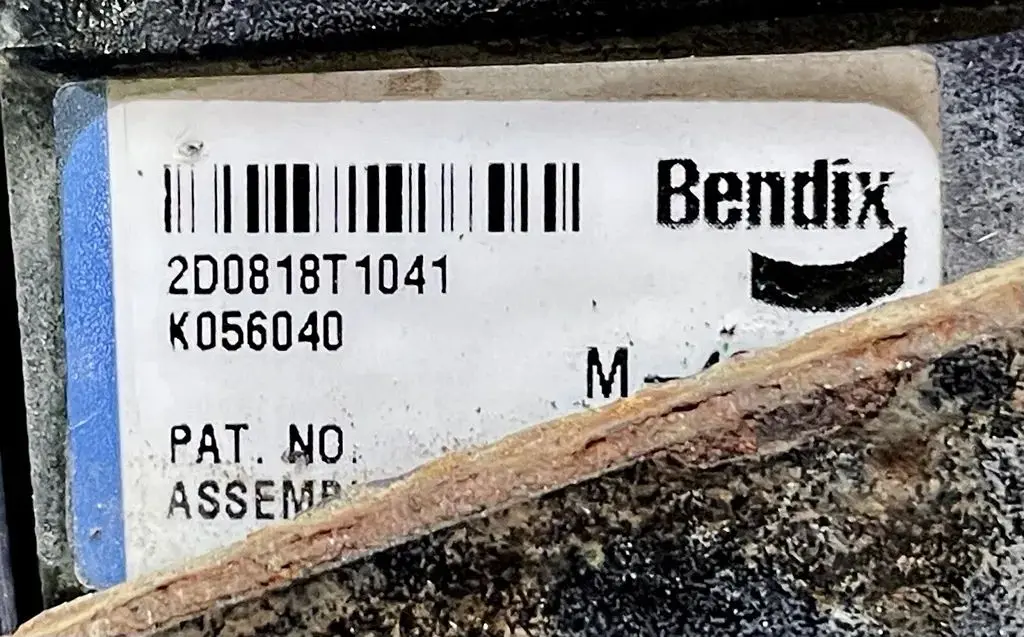 Bendix
2D0818T1041
K056040
M
PAT. NO.